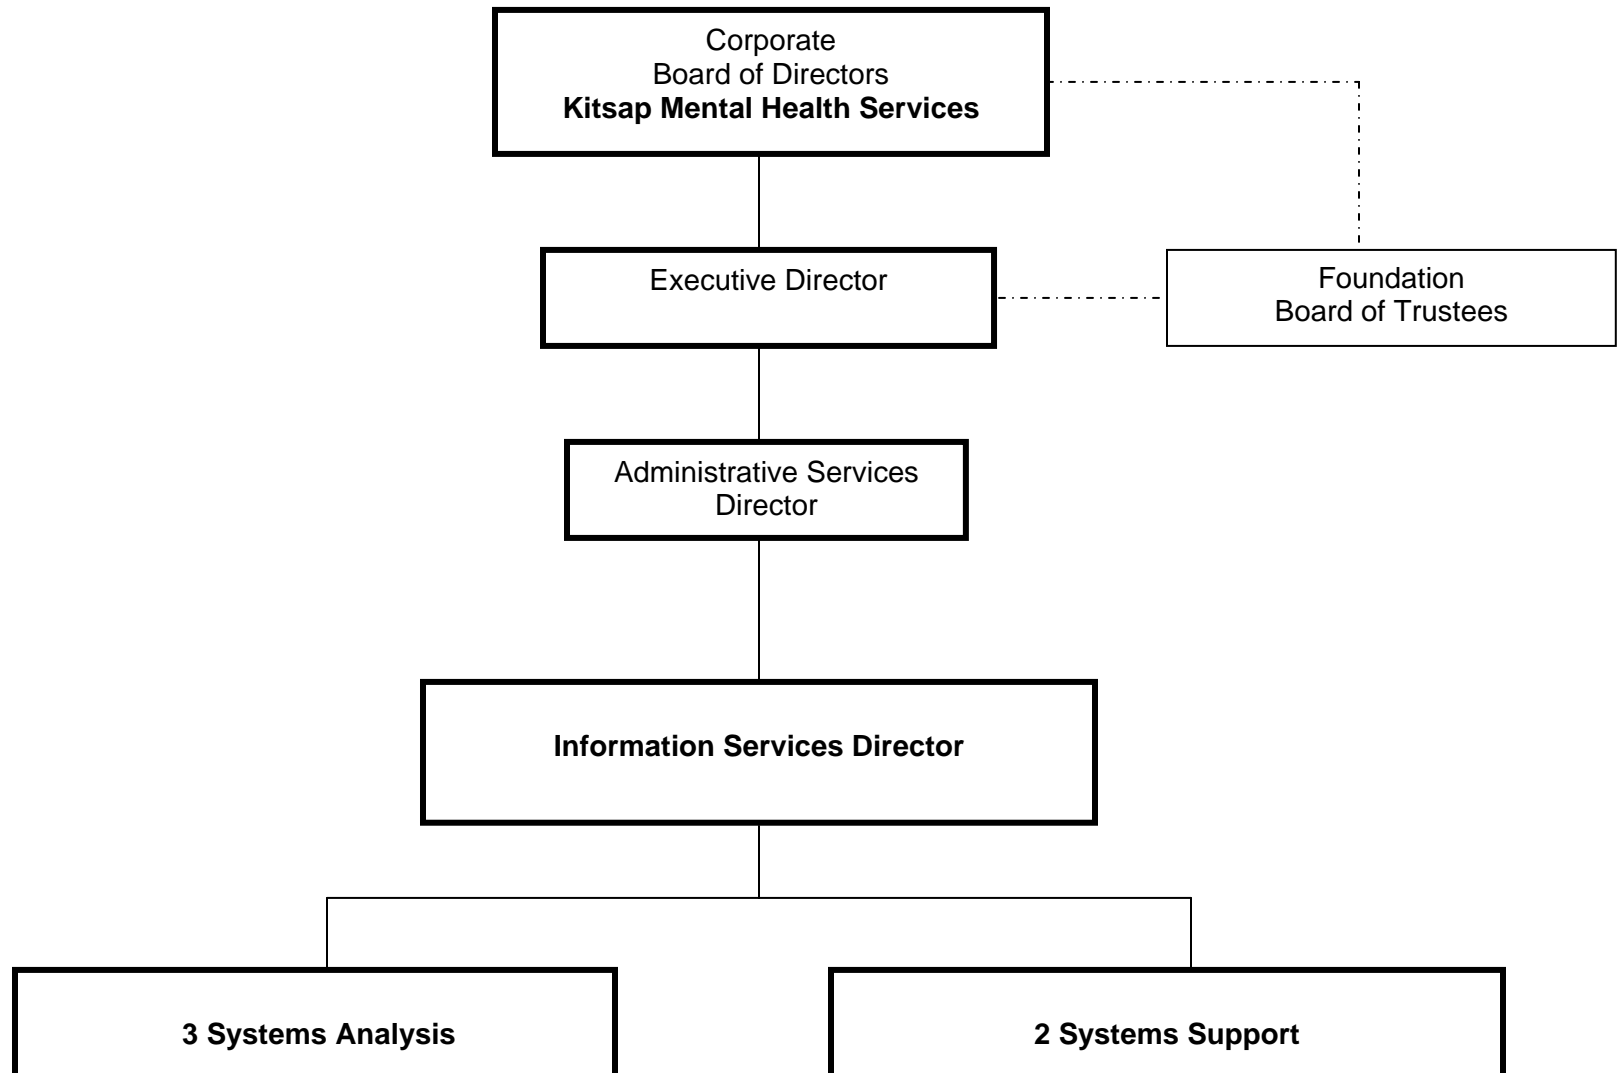 Corporate
Board of Directors
Kitsap Mental Health Services
Executive Director
Foundation
Board of Trustees
Administrative Services
Director
Information Services Director
3 Systems Analysis
2 Systems Support